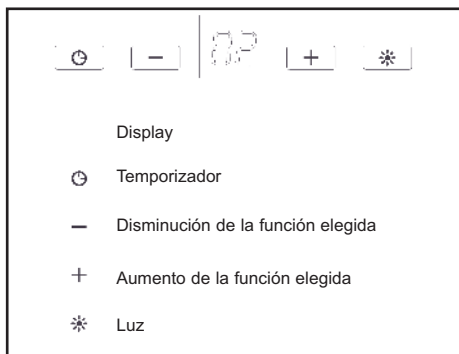 Display
Temporizador
Disminución de la función elegida
Aumento de la función elegida
Luz